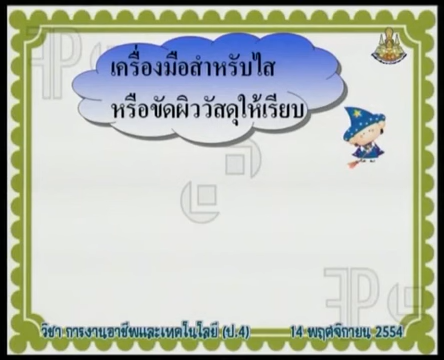 เครื่องมือสำหรับไส
หรือขัดผิววัสดุให้เรียบ
วิชา การงานอาชีพและเทคโนโลยี (ป.4) 14 พฤศจิกายน 2554